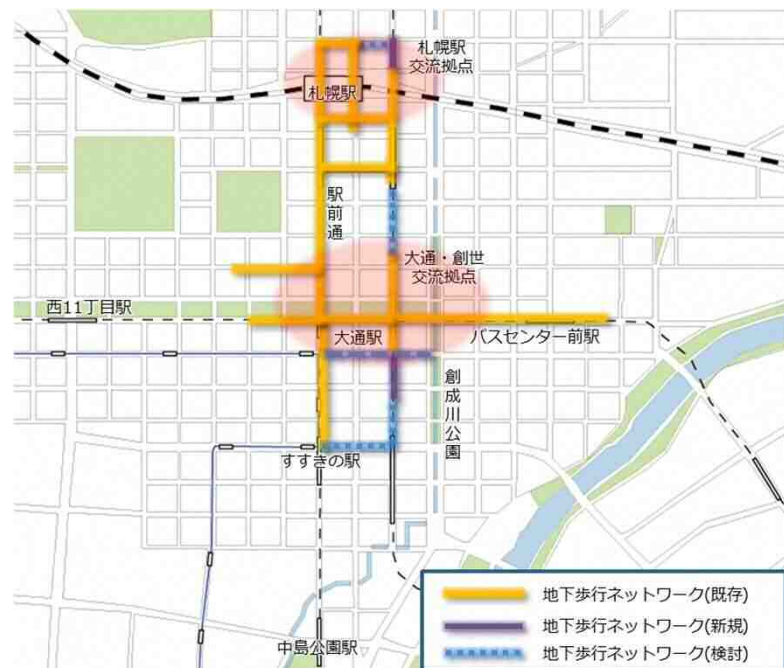 札幌駅
交流拠点
札幌駅
駅前通
大通・創世
交流拠点
西11丁目駅
大通駅
バスセンター前駅
創成川公園
すすきの駅
中島公園駅
地下歩行ネットワーク(既存)
地下歩行ネットワーク(新規)
地下歩行ネットワーク(検討)